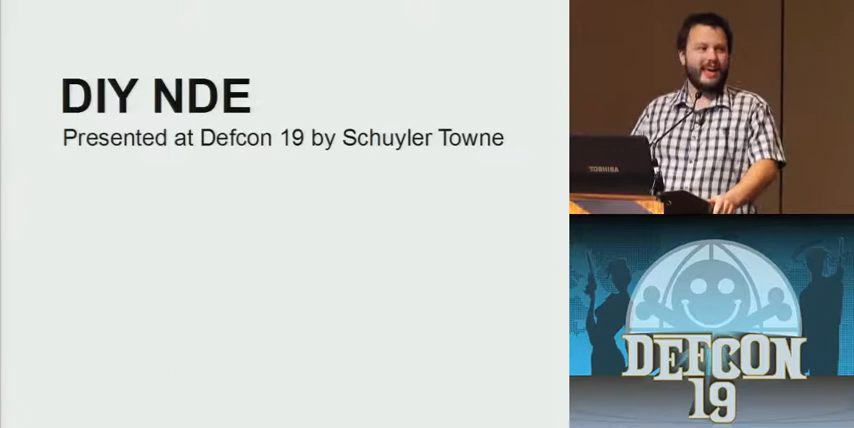 DIY NDE
Presented at Defcon 19 by Schuyler Towne
TOSHIBA
DEFCON
19